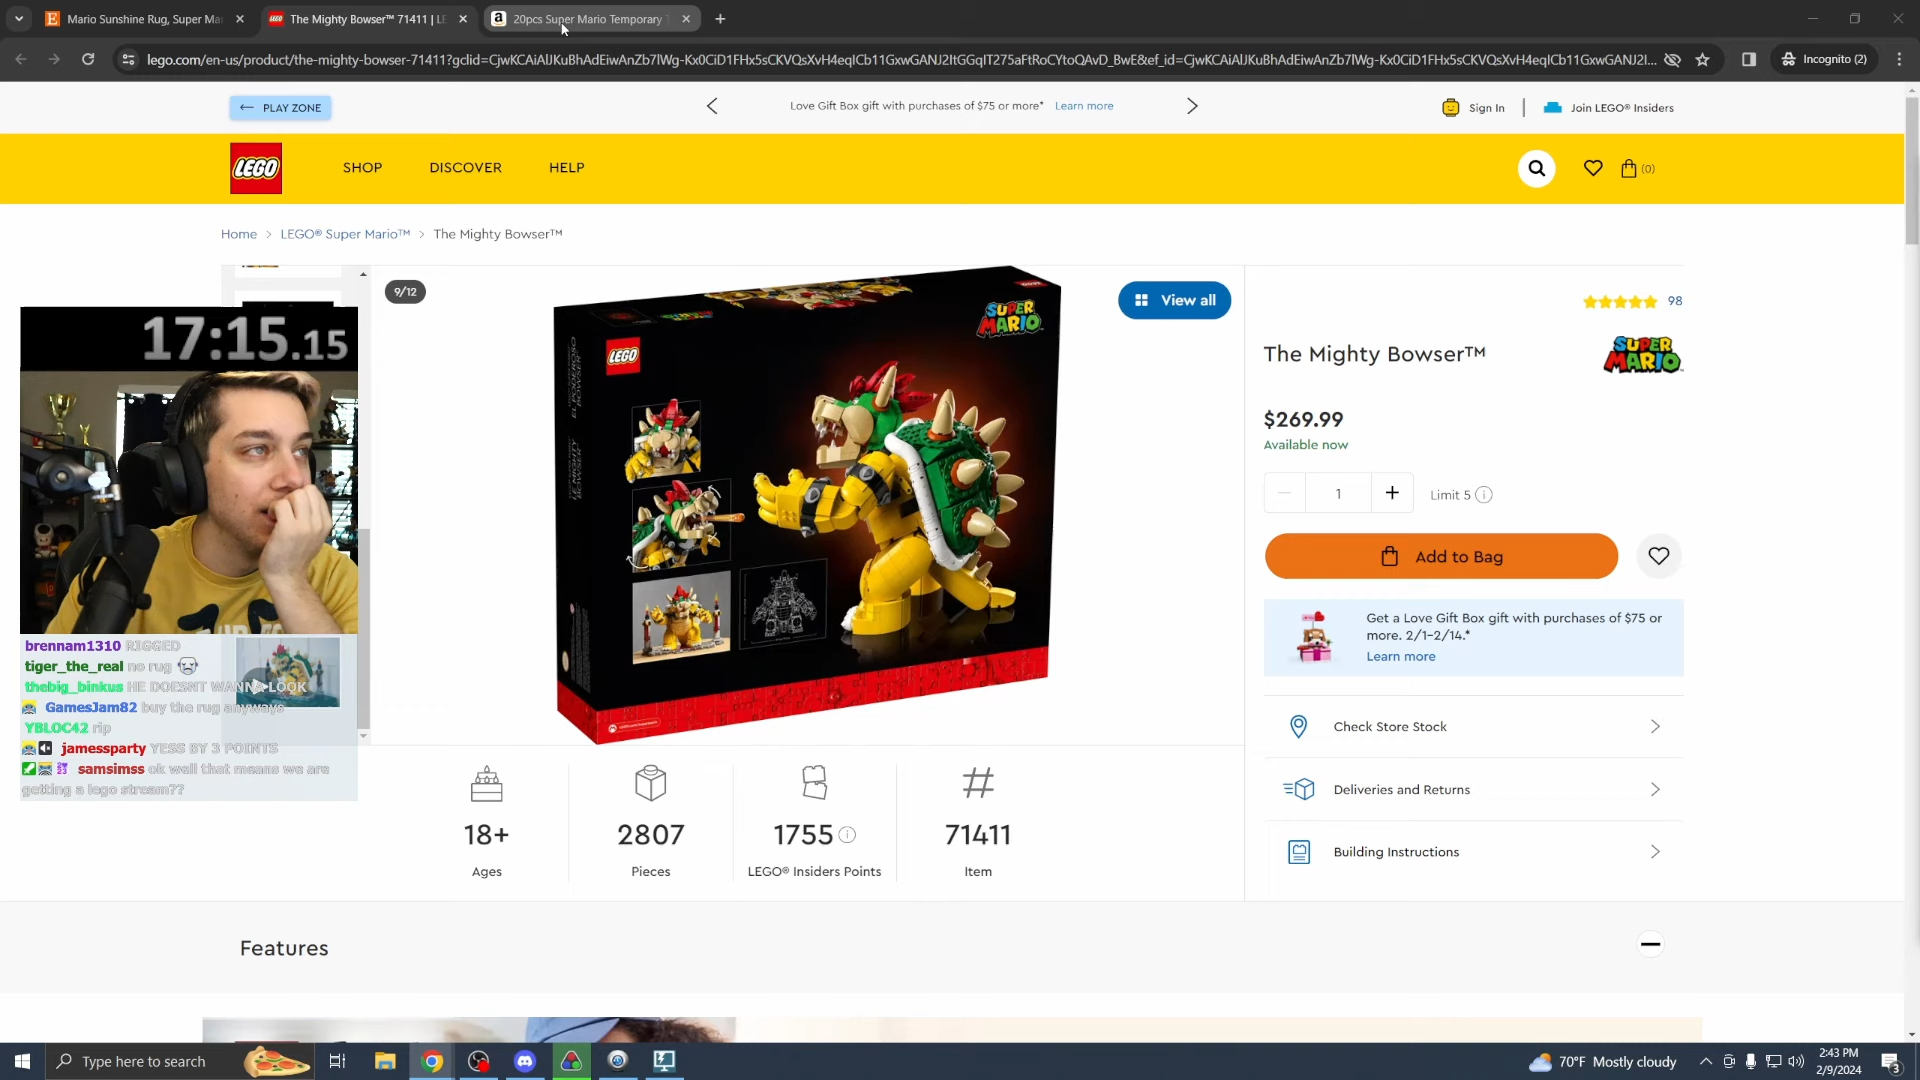 Mario Sunshine Rug, Super Ma
The Mighty Bowser™ 71411 | LE
20pcs Super Mario Temporary T
lego.com/en-us/product/the-mighty-bowser-71411?gclid=CjwKCAiAlJKuBhAdEiwAnZb7lWg-Kx0CiD1FHx5sCKVQsXvH4eqICb11GxwGANJ2ItGGqIT275aFtRoCYtoQAvD_BwE&ef_id=CjwKCAiAlJKuBhAdEiwAnZb7lWg-Kx0CiD1FHx5sCKVQsXvH4eqICb11GxwGANJ2I...
Incognito (2)
← PLAY ZONE
Love Gift Box gift with purchases of $75 or more* Learn more
Sign In
Join LEGO® Insiders
LEGO
SHOP
DISCOVER
HELP
(0)
Home > LEGO® Super Mario™ > The Mighty Bowser™
9/12
View all
98
LEGO
SUPER MARIO
The Mighty Bowser™
SUPER MARIO™
$269.99
Available now
1
Limit 5
Add to Bag
Get a Love Gift Box gift with purchases of $75 or
more. 2/1-2/14.*
Learn more
Check Store Stock
Deliveries and Returns
Building Instructions
17:15.15
brennam1310 RIGGED
tiger_the_real no rug
thebig_binkus HE DOESNT WANNA LOOK
GamesJam82 buy the rug anyways
YBLOC42 rip
jamessparty YESS BY 3 POINTS
samsimss ok well that means we are
getting a lego stream??
18+
Ages
2807
Pieces
1755
LEGO® Insiders Points
71411
Item
Features
Type here to search
70°F Mostly cloudy
2:43 PM
2/9/2024
3